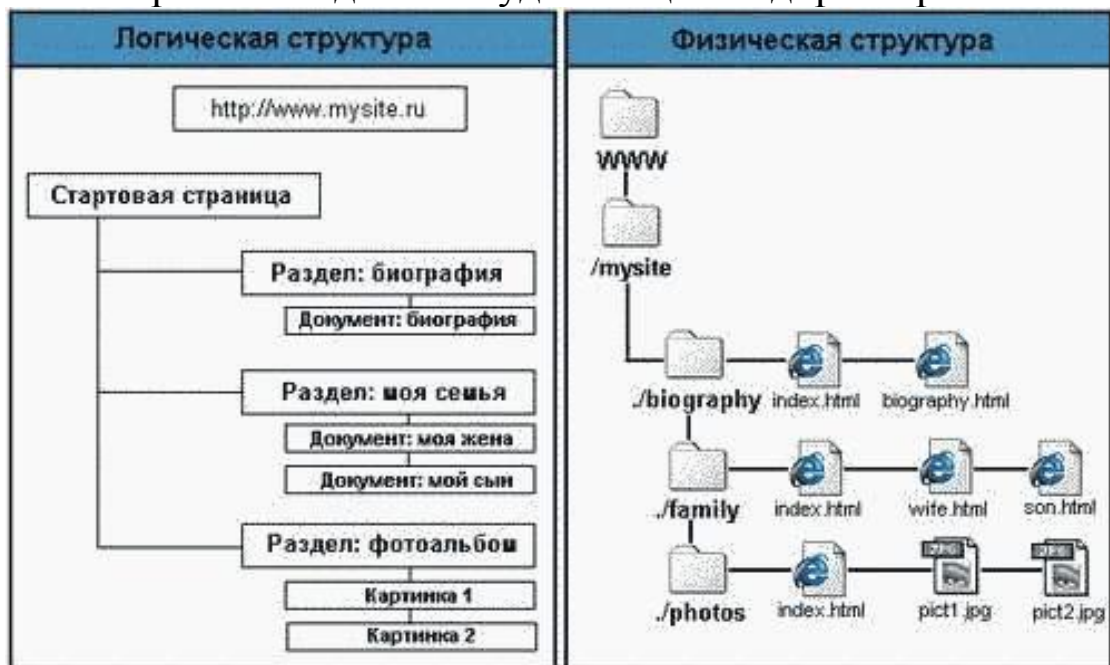 Логическая структура
http://www.mysite.ru
Стартовая страница
Раздел: биография
Документ: биография
Раздел: моя семья
Документ: моя жена
Документ: мой сын
Раздел: фотоальбом
Картинка 1
Картинка 2
Физическая структура
WWW
/mysite
./biography index.html biography.html
./family index.html wife.html son.html
./photos index.html pict1.jpg pict2.jpg